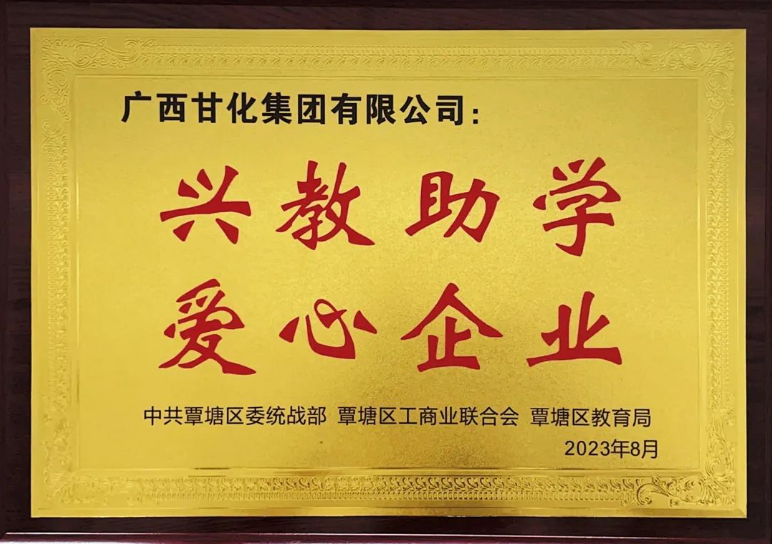 广西甘化集团有限公司：
兴教助学
爱心企业
中共覃塘区委统战部 覃塘区工商业联合会 覃塘区教育局
2023年8月